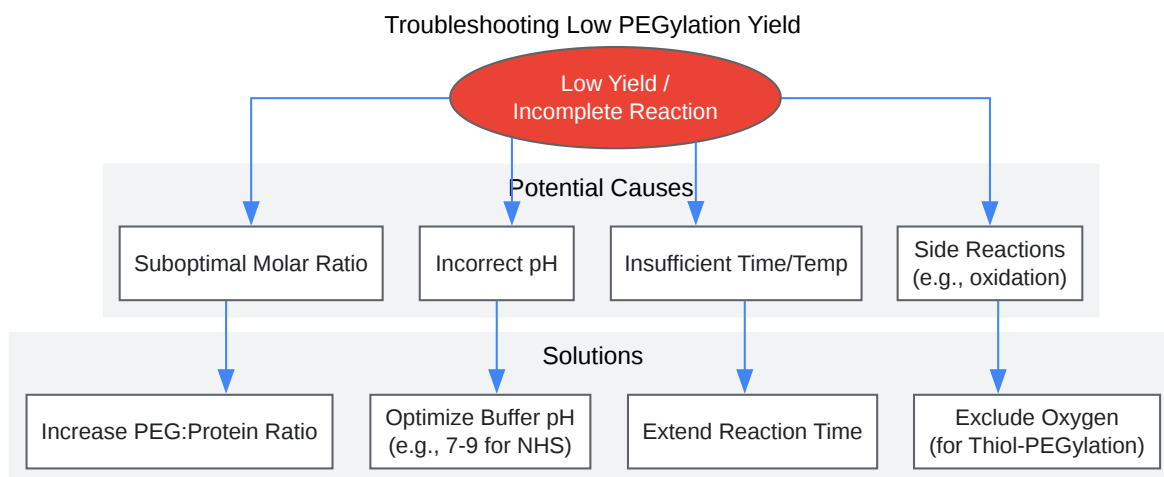 Troubleshooting Low PEGylation Yield
Low Yield /
Incomplete Reaction
Potential Causes
Suboptimal Molar Ratio
Incorrect pH
Insufficient Time/Temp
Side Reactions
(e.g., oxidation)
Solutions
Increase PEG:Protein Ratio
Optimize Buffer pH
(e.g., 7-9 for NHS)
Extend Reaction Time
Exclude Oxygen
(for Thiol-PEGylation)